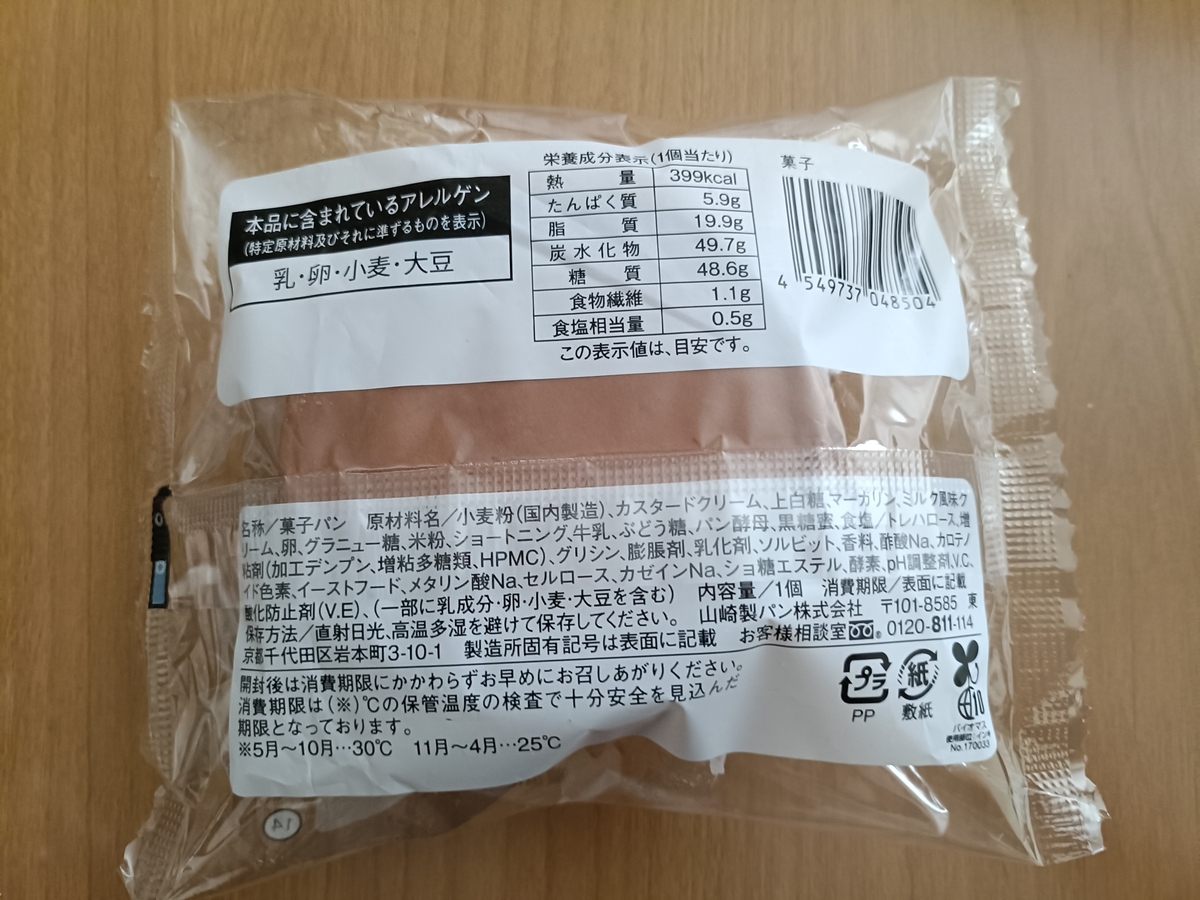 本品に含まれているアレルゲン
(特定原材料及びそれに準ずるものを表示)
乳・卵・小麦・大豆
栄養成分表示(1個当たり)
熱量 399kcal
たんぱく質 5.9g
脂質 19.9g
炭水化物 49.7g
糖質 48.6g
食物繊維 1.1g
食塩相当量 0.5g
この表示値は、目安です。
菓子
4 549737 048504
名称/菓子パン 原材料名/小麦粉(国内製造)、カスタードクリーム、上白糖、マーガリン、ミルク風味ク
リーム、卵、グラニュー糖、米粉、ショートニング、牛乳、ぶどう糖、パン酵母、黒糖蜜、食塩/トレハロース、増
粘剤(加工デンプン、増粘多糖類、HPMC)、グリシン、膨脹剤、乳化剤、ソルビット、香料、酢酸Na、カロテノ
イド色素、イーストフード、メタリン酸Na、セルロース、カゼインNa、ショ糖エステル、酵素、pH調整剤、V.C、
酸化防止剤(V.E)、(一部に乳成分・卵・小麦・大豆を含む) 内容量/1個 消費期限/表面に記載
保存方法/直射日光、高温多湿を避けて保存してください。 山崎製パン株式会社 〒101-8585 東
京都千代田区岩本町3-10-1 製造所固有記号は表面に記載 お客様相談室 0120-811-114
開封後は消費期限にかかわらずお早めにお召しあがりください。
消費期限は(※)℃の保管温度の検査で十分安全を見込んだ
期限となっております。
※5月～10月…30℃ 11月～4月…25℃
プラ
PP
紙
敷紙
バイオマス
使用部位:インキ
No.170033
14